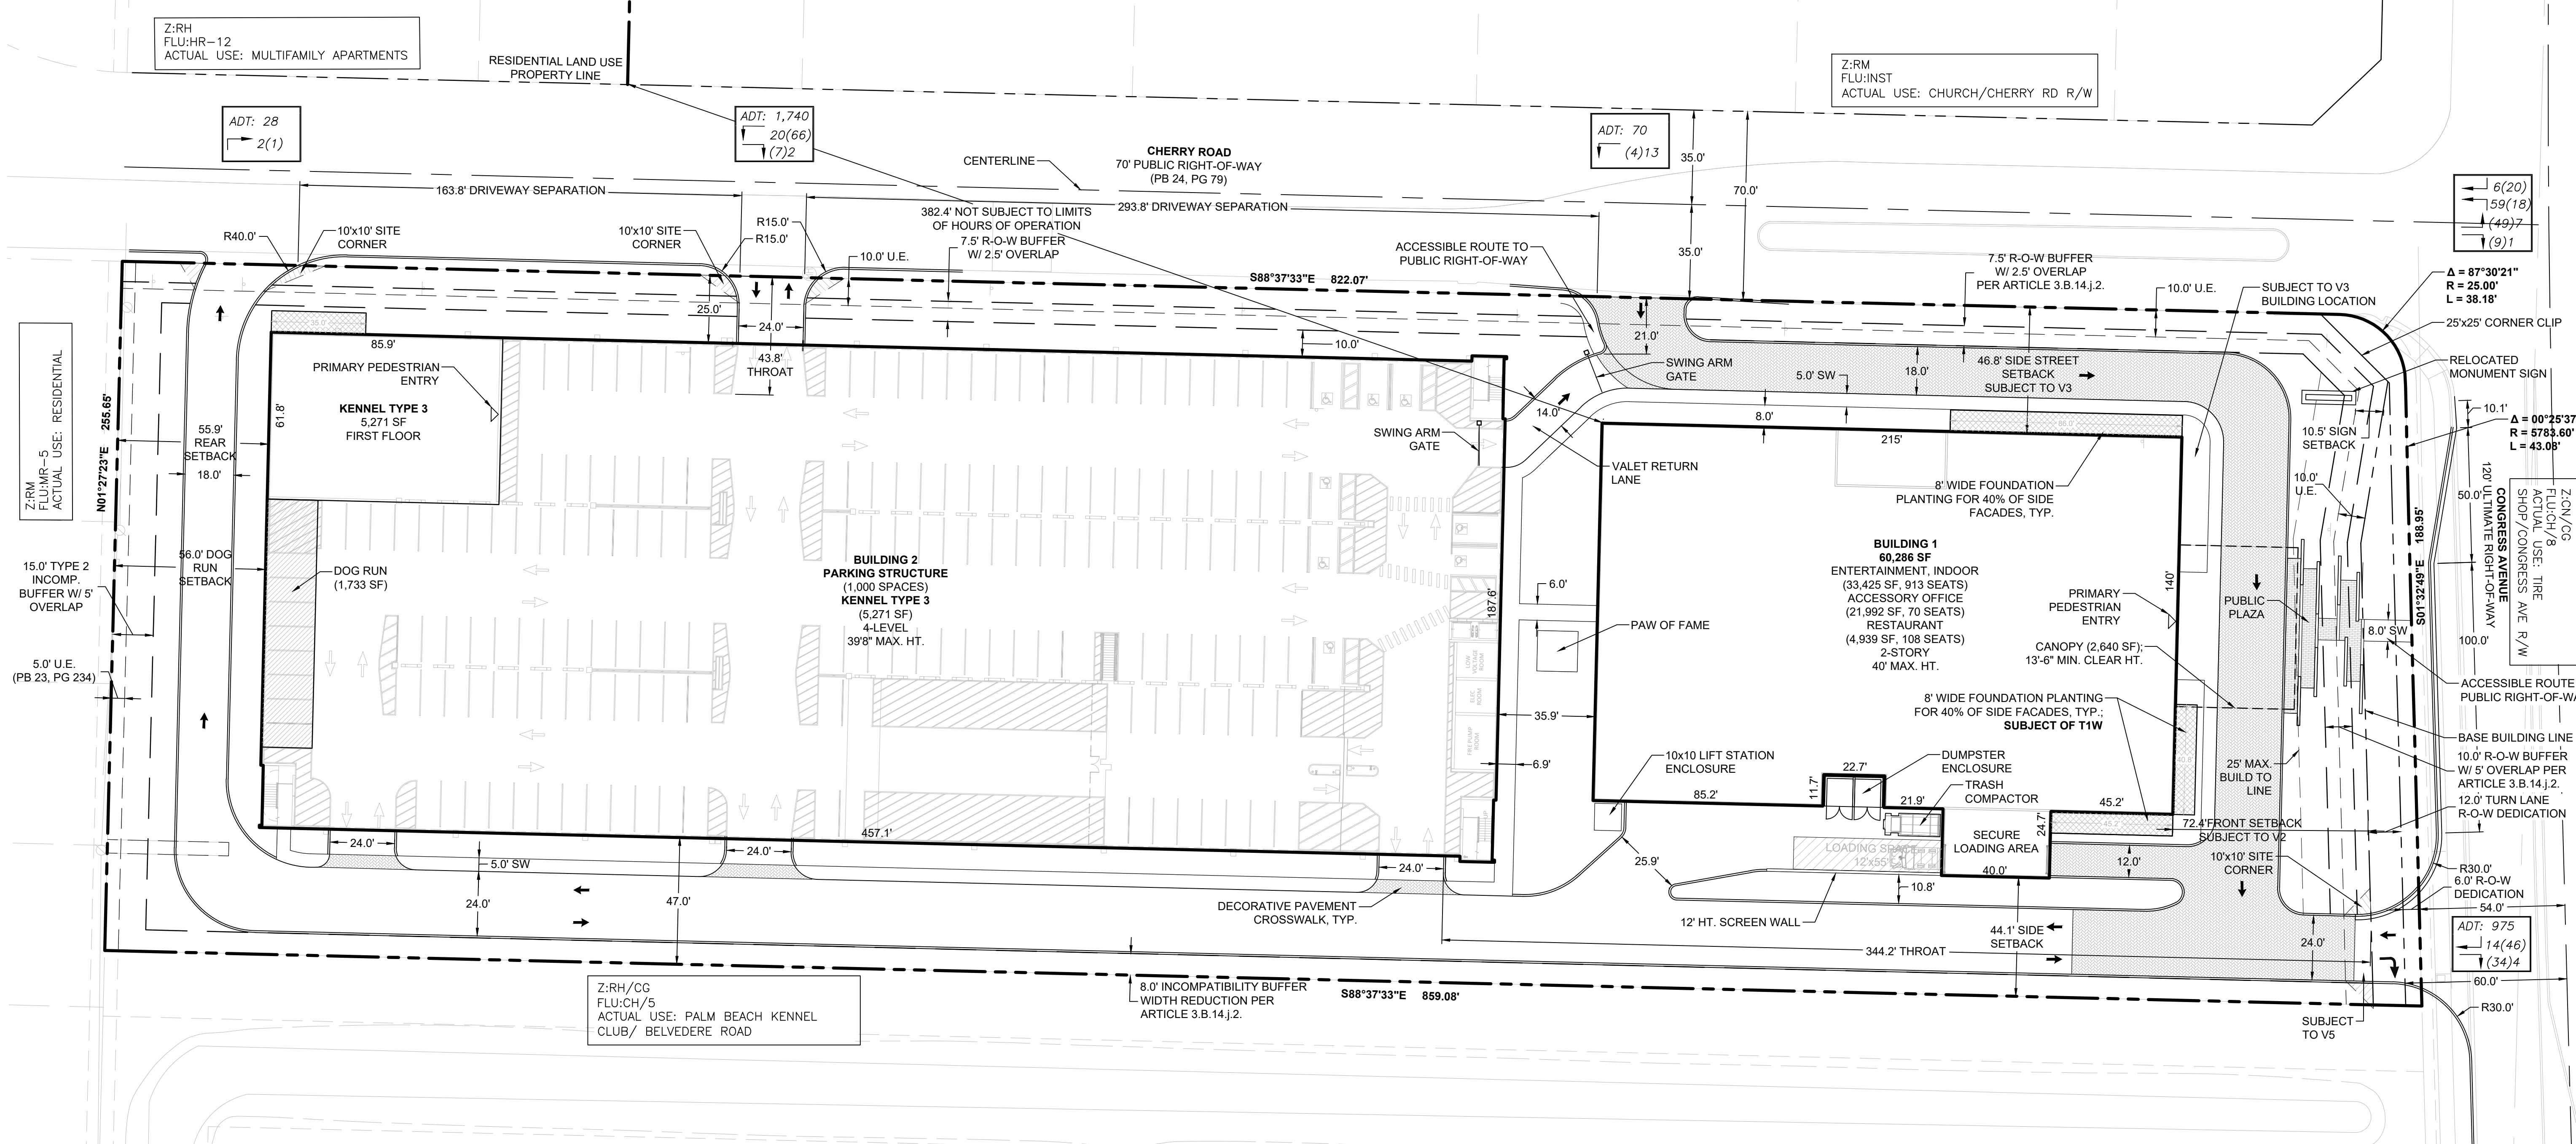 Z:RH
FLU:HR-12
ACTUAL USE: MULTIFAMILY APARTMENTS
RESIDENTIAL LAND USE
PROPERTY LINE
Z:RM
FLU:INST
ACTUAL USE: CHURCH/CHERRY RD R/W
ADT: 28
2(1)
ADT: 1,740
20(66)
(7)2
ADT: 70
(4)13
6(20)
59(18)
(49)7
(9)1
CENTERLINE
CHERRY ROAD
70' PUBLIC RIGHT-OF-WAY
(PB 24, PG 79)
35.0'
70.0'
35.0'
163.8' DRIVEWAY SEPARATION
293.8' DRIVEWAY SEPARATION
382.4' NOT SUBJECT TO LIMITS
OF HOURS OF OPERATION
7.5' R-O-W BUFFER
W/ 2.5' OVERLAP
R40.0'
10'x10' SITE
CORNER
10'x10' SITE
CORNER
R15.0'
R15.0'
10.0' U.E.
ACCESSIBLE ROUTE TO
PUBLIC RIGHT-OF-WAY
S88°37'33"E 822.07'
7.5' R-O-W BUFFER
W/ 2.5' OVERLAP
PER ARTICLE 3.B.14.j.2.
10.0' U.E.
SUBJECT TO V3
BUILDING LOCATION
Δ = 87°30'21"
R = 25.00'
L = 38.18'
25'x25' CORNER CLIP
RELOCATED
MONUMENT SIGN
10.1'
Δ = 00°25'37
R = 5783.60'
L = 43.08'
10.5' SIGN
SETBACK
10.0'
U.E.
50.0'
100.0'
120' ULTIMATE RIGHT-OF-WAY
CONGRESS AVENUE
Z:CN/CG
FLU:CH/8
ACTUAL USE: TIRE
SHOP/CONGRESS AVE R/W
S01°32'49"E 188.95'
25.0'
24.0'
43.8'
THROAT
10.0'
21.0'
SWING ARM
GATE
5.0' SW
18.0'
46.8' SIDE STREET
SETBACK
SUBJECT TO V3
14.0'
SWING ARM
GATE
VALET RETURN
LANE
8.0'
215'
86.0'
8' WIDE FOUNDATION
PLANTING FOR 40% OF SIDE
FACADES, TYP.
Z:RM
FLU:MR-5
ACTUAL USE: RESIDENTIAL
N01°27'23"E 255.65'
85.9'
61.8'
PRIMARY PEDESTRIAN
ENTRY
KENNEL TYPE 3
5,271 SF
FIRST FLOOR
55.9'
REAR
SETBACK
18.0'
56.0' DOG
RUN
SETBACK
DOG RUN
(1,733 SF)
15.0' TYPE 2
INCOMP.
BUFFER W/ 5'
OVERLAP
5.0' U.E.
(PB 23, PG 234)
BUILDING 2
PARKING STRUCTURE
(1,000 SPACES)
KENNEL TYPE 3
(5,271 SF)
4-LEVEL
39'8" MAX. HT.
187.6'
LOW
VOLTAGE
ROOM
ELEC
ROOM
FIRE PUMP
ROOM
6.0'
PAW OF FAME
35.9'
6.9'
BUILDING 1
60,286 SF
ENTERTAINMENT, INDOOR
(33,425 SF, 913 SEATS)
ACCESSORY OFFICE
(21,992 SF, 70 SEATS)
RESTAURANT
(4,939 SF, 108 SEATS)
2-STORY
40' MAX. HT.
140'
PRIMARY
PEDESTRIAN
ENTRY
CANOPY (2,640 SF);
13'-6" MIN. CLEAR HT.
8' WIDE FOUNDATION PLANTING
FOR 40% OF SIDE FACADES, TYP.;
SUBJECT OF T1W
PUBLIC
PLAZA
8.0' SW
ACCESSIBLE ROUTE
PUBLIC RIGHT-OF-WA
BASE BUILDING LINE
10.0' R-O-W BUFFER
W/ 5' OVERLAP PER
ARTICLE 3.B.14.j.2.
12.0' TURN LANE
R-O-W DEDICATION
25' MAX.
BUILD TO
LINE
72.4' FRONT SETBACK
SUBJECT TO V2
10'x10' SITE
CORNER
R30.0'
6.0' R-O-W
DEDICATION
54.0'
ADT: 975
14(46)
(34)4
60.0'
R30.0'
SUBJECT
TO V5
10x10 LIFT STATION
ENCLOSURE
85.2'
11.7'
22.7'
DUMPSTER
ENCLOSURE
21.9'
TRASH
COMPACTOR
24.7'
45.2'
40.8'
SECURE
LOADING AREA
40.0'
LOADING SPACE
12'x55'
12.0'
10.8'
25.9'
12' HT. SCREEN WALL
44.1' SIDE
SETBACK
24.0'
344.2' THROAT
457.1'
24.0'
24.0'
24.0'
5.0' SW
24.0'
47.0'
DECORATIVE PAVEMENT
CROSSWALK, TYP.
Z:RH/CG
FLU:CH/5
ACTUAL USE: PALM BEACH KENNEL
CLUB/ BELVEDERE ROAD
8.0' INCOMPATIBILITY BUFFER
WIDTH REDUCTION PER
ARTICLE 3.B.14.j.2.
S88°37'33"E 859.08'